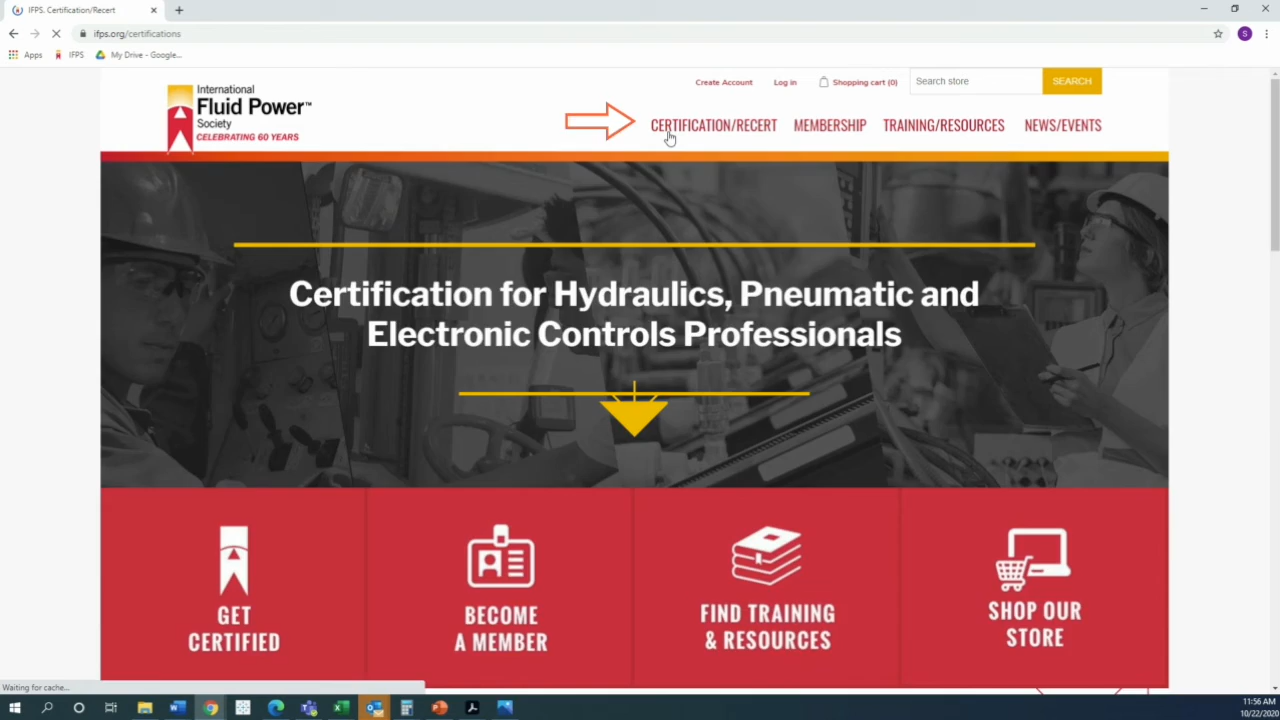 IFPS. Certification/Recert
ifps.org/certifications
Apps IFPS My Drive - Google...
Create Account Log in Shopping cart (0) Search store SEARCH
International
Fluid Power™
Society
CELEBRATING 60 YEARS
CERTIFICATION/RECERT MEMBERSHIP TRAINING/RESOURCES NEWS/EVENTS
Certification for Hydraulics, Pneumatic and
Electronic Controls Professionals
GET
CERTIFIED
BECOME
A MEMBER
FIND TRAINING
& RESOURCES
SHOP OUR
STORE
Waiting for cache...
11:56 AM
10/22/2020